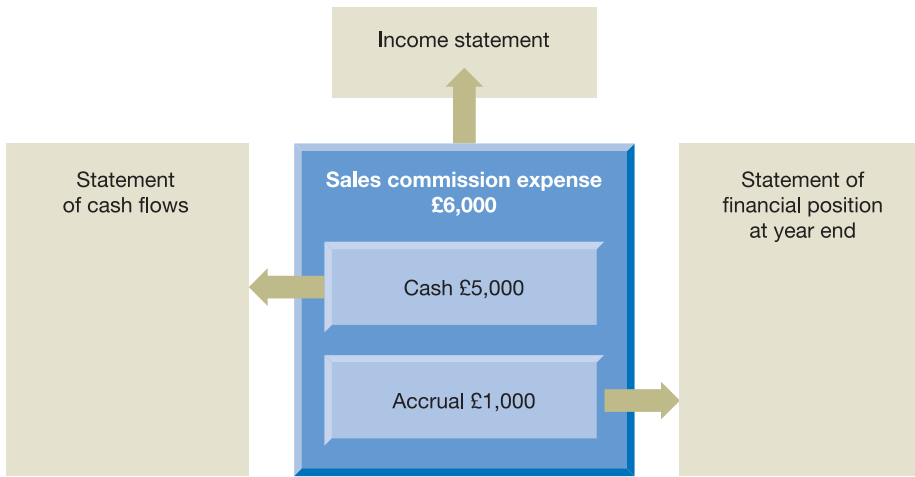 Income statement
Statement
of cash flows
Sales commission expense
£6,000
Cash £5,000
Accrual £1,000
Statement of
financial position
at year end